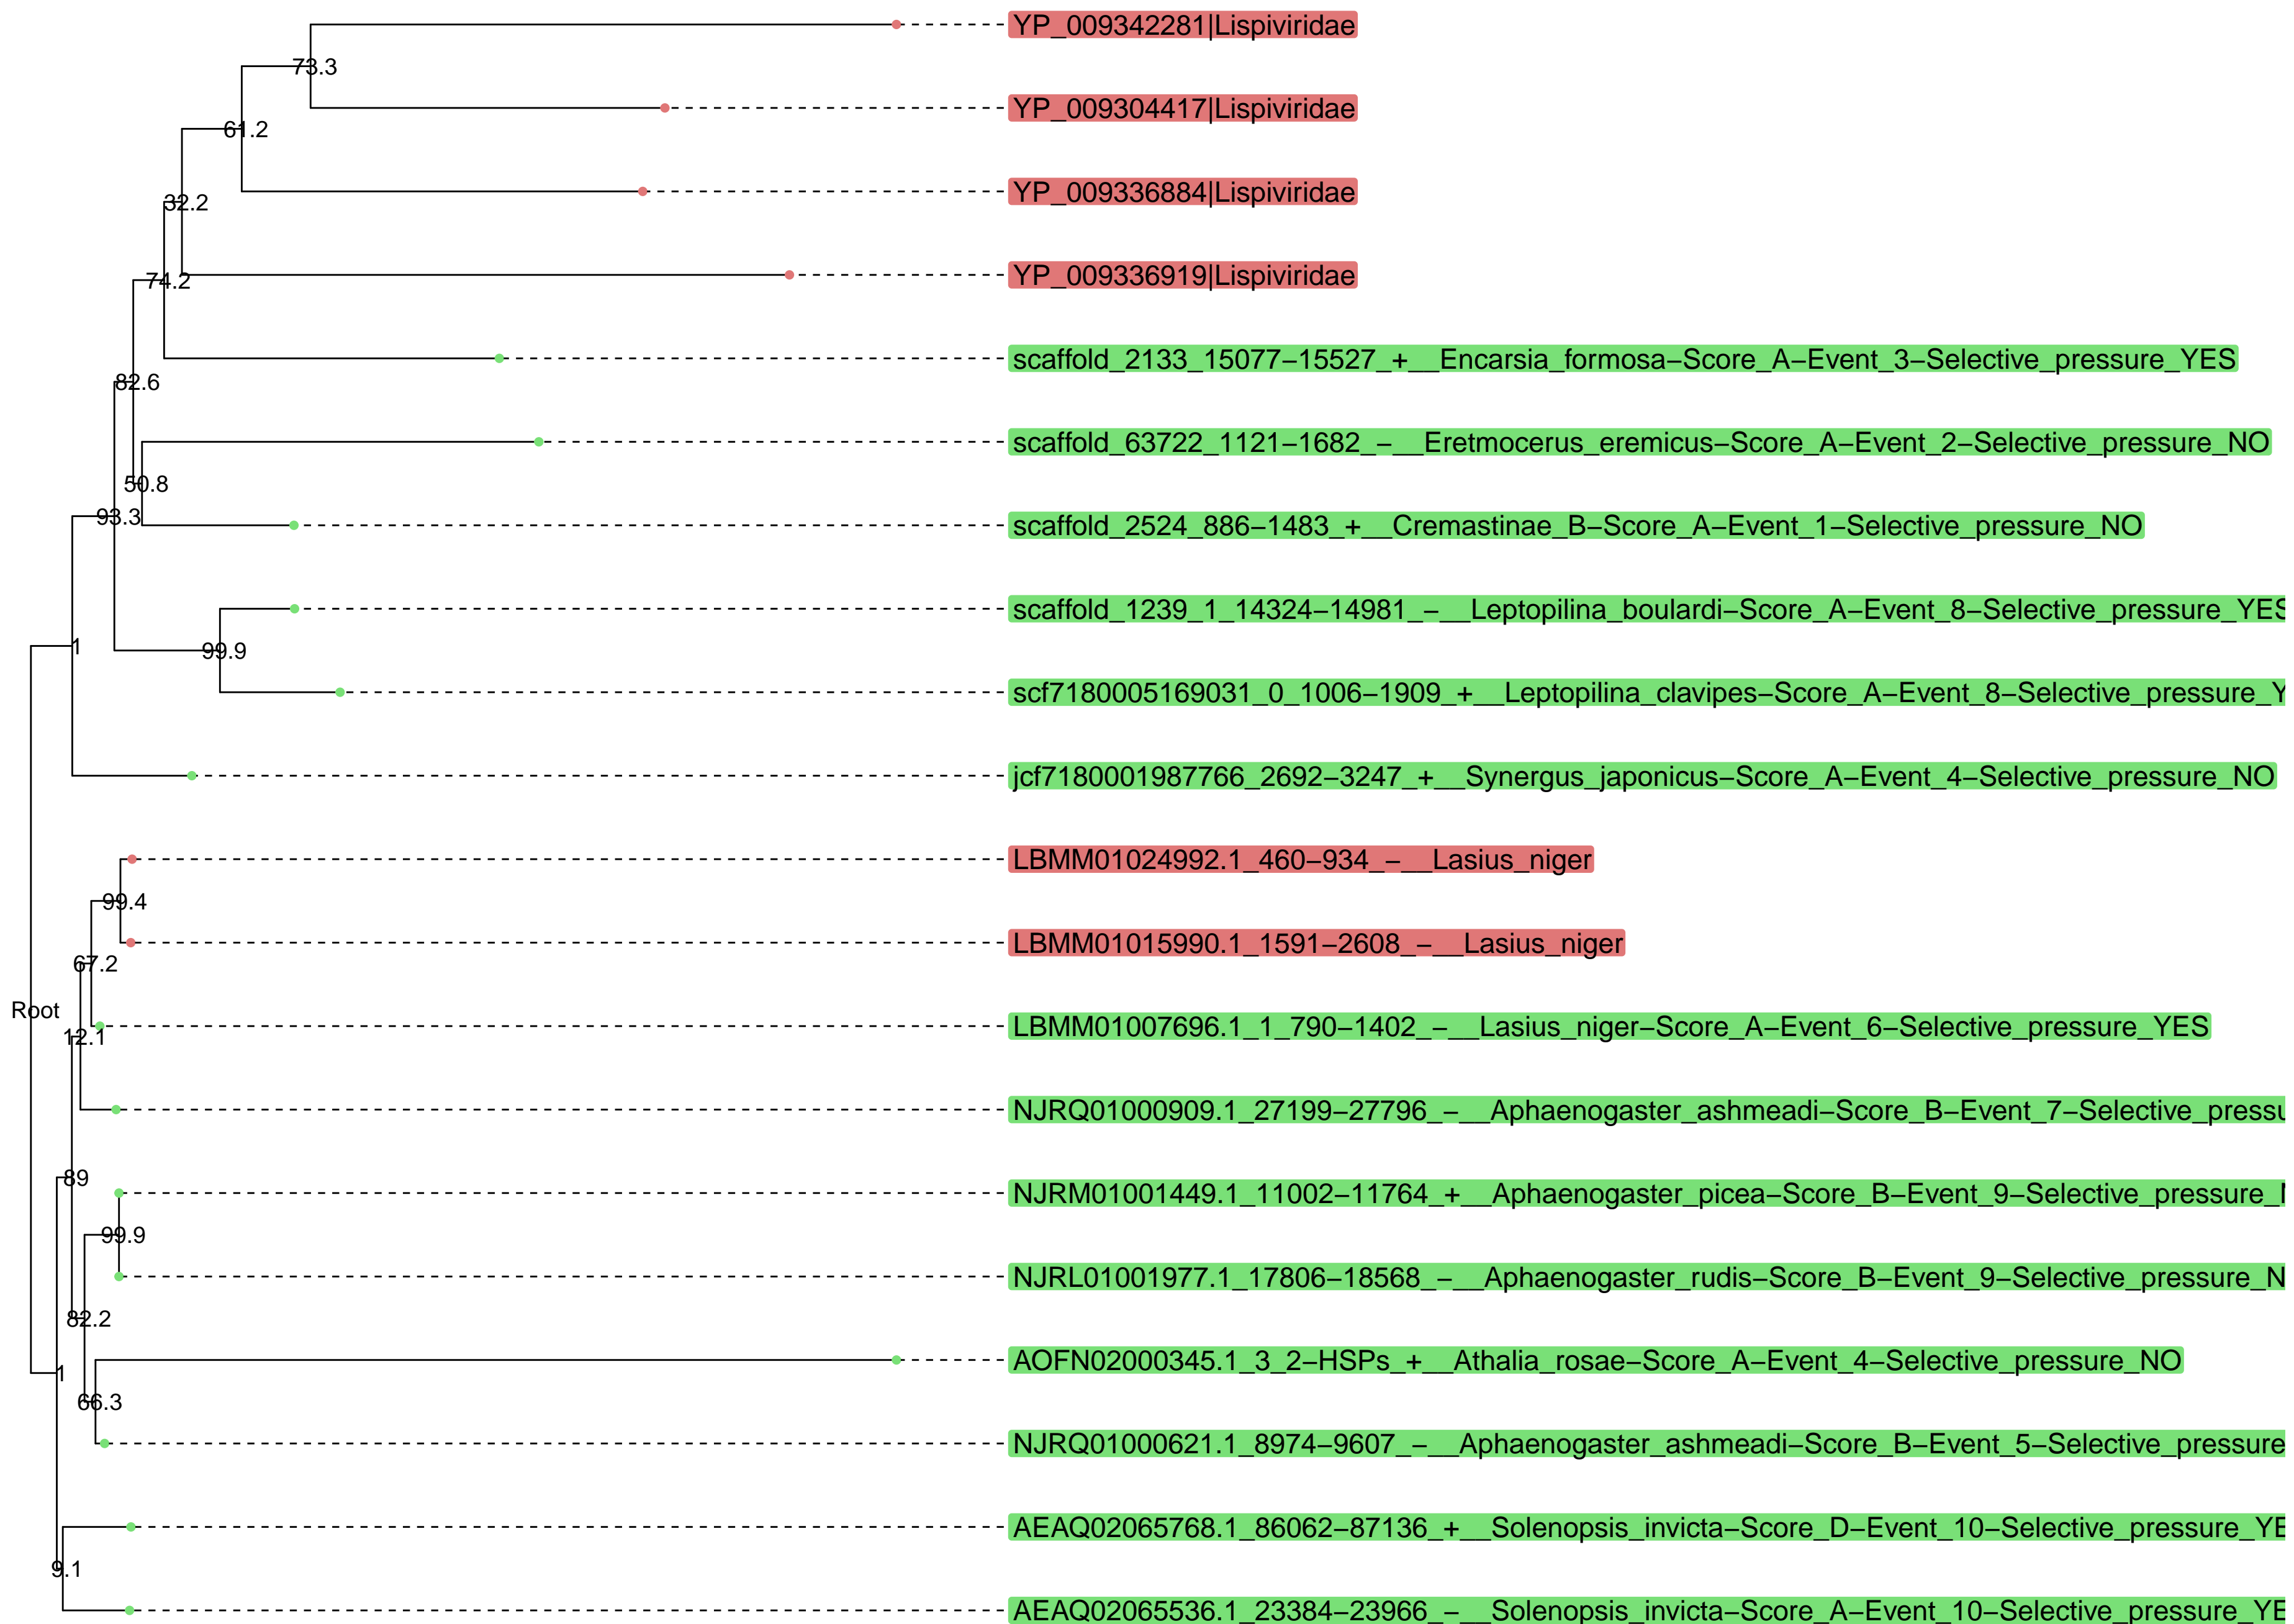 YP_009342281|Lispiviridae
73.3
YP_009304417|Lispiviridae
61.2
YP_009336884|Lispiviridae
32.2
YP_009336919|Lispiviridae
74.2
scaffold_2133_15077−15527_+__Encarsia_formosa−Score_A−Event_3−Selective_pressure_YES
82.6
scaffold_63722_1121−1682_−__Eretmocerus_eremicus−Score_A−Event_2−Selective_pressure_NO
50.8
93.3
scaffold_2524_886−1483_+__Cremastinae_B−Score_A−Event_1−Selective_pressure_NO
scaffold_1239_1_14324−14981_−__Leptopilina_boulardi−Score_A−Event_8−Selective_pressure_YES
1
99.9
scf7180005169031_0_1006−1909_+__Leptopilina_clavipes−Score_A−Event_8−Selective_pressure_Y
jcf7180001987766_2692−3247_+__Synergus_japonicus−Score_A−Event_4−Selective_pressure_NO
LBMM01024992.1_460−934_−__Lasius_niger
99.4
LBMM01015990.1_1591−2608_−__Lasius_niger
67.2
Root
LBMM01007696.1_1_790−1402_−__Lasius_niger−Score_A−Event_6−Selective_pressure_YES
12.1
NJRQ01000909.1_27199−27796_−__Aphaenogaster_ashmeadi−Score_B−Event_7−Selective_pressu
89
NJRM01001449.1_11002−11764_+__Aphaenogaster_picea−Score_B−Event_9−Selective_pressure_N
99.9
NJRL01001977.1_17806−18568_−__Aphaenogaster_rudis−Score_B−Event_9−Selective_pressure_N
82.2
AOFN02000345.1_3_2−HSPs_+__Athalia_rosae−Score_A−Event_4−Selective_pressure_NO
1
66.3
NJRQ01000621.1_8974−9607_−__Aphaenogaster_ashmeadi−Score_B−Event_5−Selective_pressure
AEAQ02065768.1_86062−87136_+__Solenopsis_invicta−Score_D−Event_10−Selective_pressure_YE
9.1
AEAQ02065536.1_23384−23966_−__Solenopsis_invicta−Score_A−Event_10−Selective_pressure_YE